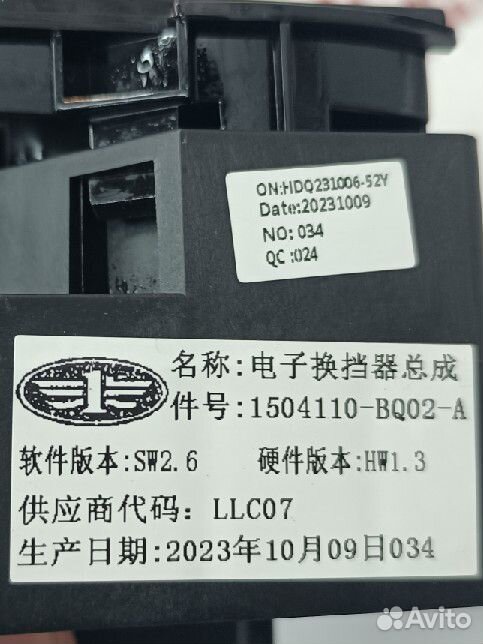 ON:HDQ231006-52Y
Date:20231009
NO: 034
QC :024
名称:电子换挡器总成
件号:1504110-BQ02-A
软件版本:SW2.6 硬件版本:HW1.3
供应商代码: LLC07
生产日期:2023年10月09日034
Avito